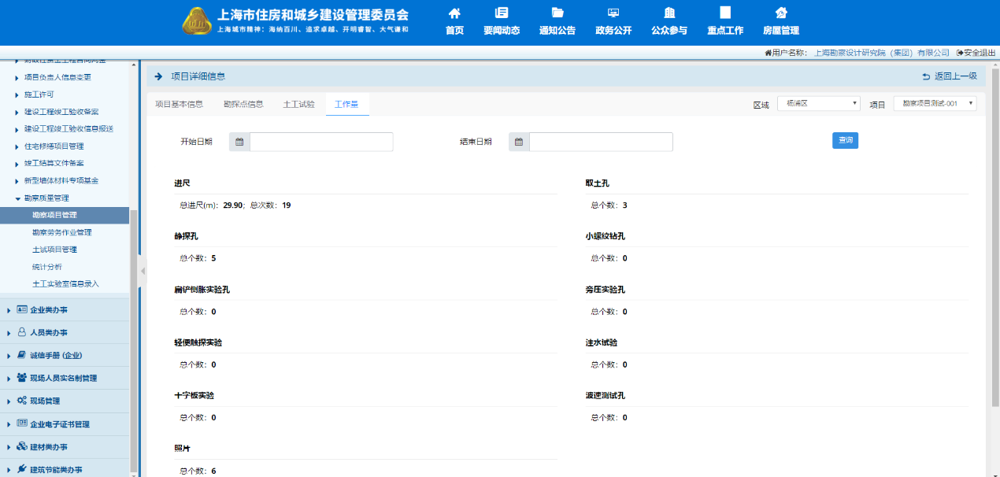 上海市住房和城乡建设管理委员会
上海城市精神：海纳百川、追求卓越、开明睿智、大气谦和
首页 要闻动态 通知公告 政务公开 公众参与 重点工作 房屋管理
用户名称： 上海勘察设计研究院（集团）有限公司 安全退出
项目负责人信息变更
施工许可
建设工程竣工验收备案
建设工程竣工验收信息报送
住宅修缮项目管理
竣工结算文件备案
新型墙体材料专项基金
勘察质量管理
勘察项目管理
勘察劳务作业管理
土试项目管理
统计分析
土工实验室信息录入
企业类办事
人员类办事
诚信手册 (企业)
现场人员实名制管理
现场管理
企业电子证书管理
建材类办事
建筑节能类办事
项目详细信息 返回上一级
项目基本信息 勘探点信息 土工试验 工作量 区域 杨浦区 项目 勘察项目测试-001
开始日期 结束日期 查询
进尺 取土孔
总进尺(m)：29.90；总次数：19 总个数：3
静探孔 小螺纹钻孔
总个数：5 总个数：0
扁铲侧胀实验孔 旁压实验孔
总个数：0 总个数：0
轻便触探实验 注水试验
总个数：0 总个数：0
十字板实验 波速测试孔
总个数：0 总个数：0
照片
总个数：6